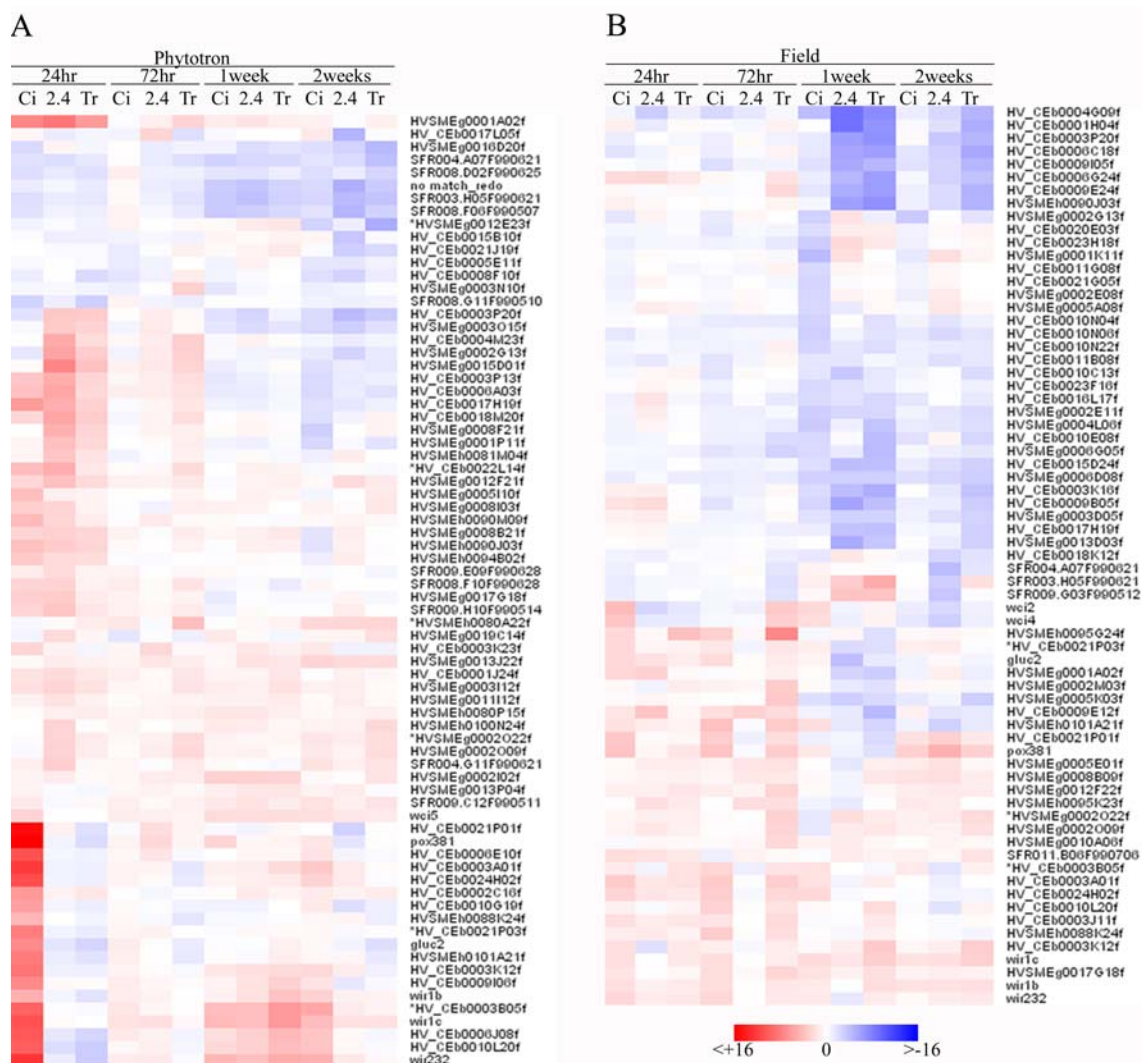 A
Phytotron
24hr 72hr 1week 2weeks
Ci 2.4 Tr Ci 2.4 Tr Ci 2.4 Tr Ci 2.4 Tr
HVSMEg0001A02f
HV_CEb0017L05f
HVSMEg0016D20f
SFR004.A07F990621
SFR008.D02F990625
no match_redo
SFR003.H05F990621
SFR008.F06F990507
*HVSMEg0012E23f
HV_CEb0015B10f
HV_CEb0021J19f
HV_CEb0005E11f
HV_CEb0008F10f
HVSMEg0003N10f
SFR008.G11F990510
HV_CEb0003P20f
HVSMEg0003O15f
HV_CEb0004M23f
HVSMEg0002G13f
HVSMEg0015D01f
HV_CEb0003P13f
HV_CEb0006A03f
HV_CEb0017H19f
HV_CEb0018M20f
HVSMEg0008F21f
HVSMEg0001P11f
HVSMEh0081M04f
*HV_CEb0022L14f
HVSMEg0012F21f
HVSMEg0005I10f
HVSMEg0008I03f
HVSMEh0090M09f
HVSMEg0008B21f
HVSMEh0090J03f
HVSMEh0094B02f
SFR009.E09F990628
SFR008.F10F990628
HVSMEg0017G18f
SFR009.H10F990514
*HVSMEh0080A22f
HVSMEg0019C14f
HV_CEb0003K23f
HVSMEg0013J22f
HV_CEb0001J24f
HVSMEg0003I12f
HVSMEg0011I12f
HVSMEh0080P15f
HVSMEh0100N24f
*HVSMEg0002O22f
HVSMEg0002O09f
SFR004.G11F990621
HVSMEg0002I02f
HVSMEg0013P04f
SFR009.C12F990511
wci5
HV_CEb0021P01f
pox381
HV_CEb0006E10f
HV_CEb0003A01f
HV_CEb0024H02f
HV_CEb0002C16f
HV_CEb0010G19f
HVSMEh0088K24f
*HV_CEb0021P03f
gluc2
HVSMEh0101A21f
HV_CEb0003K12f
HV_CEb0009I06f
wir1b
*HV_CEb0003B05f
wir1c
HV_CEb0006J08f
HV_CEb0010L20f
wir232
B
Field
24hr 72hr 1week 2weeks
Ci 2.4 Tr Ci 2.4 Tr Ci 2.4 Tr Ci 2.4 Tr
HV_CEb0004G09f
HV_CEb0001H04f
HV_CEb0003P20f
HV_CEb0006C18f
HV_CEb0009I05f
HV_CEb0006G24f
HV_CEb0009E24f
HVSMEh0090J03f
HVSMEg0002G13f
HV_CEb0020E03f
HV_CEb0023H18f
HVSMEg0001K11f
HV_CEb0011G08f
HV_CEb0021G05f
HVSMEg0002E08f
HVSMEg0005A08f
HV_CEb0010N04f
HV_CEb0010N06f
HV_CEb0010N22f
HV_CEb0011B08f
HV_CEb0010C13f
HV_CEb0023F16f
HV_CEb0016L17f
HVSMEg0002E11f
HVSMEg0004L06f
HV_CEb0010E08f
HVSMEg0006G05f
HV_CEb0015D24f
HVSMEg0006D08f
HV_CEb0003K16f
HV_CEb0009B05f
HVSMEg0003D05f
HV_CEb0017H19f
HVSMEg0013D03f
HV_CEb0018K12f
SFR004.A07F990621
SFR003.H05F990621
SFR009.G03F990512
wci2
wci4
HVSMEh0095G24f
*HV_CEb0021P03f
gluc2
HVSMEg0001A02f
HVSMEg0002M03f
HVSMEg0005K03f
HV_CEb0009E12f
HVSMEh0101A21f
HV_CEb0021P01f
pox381
HVSMEg0005E01f
HVSMEg0008B09f
HVSMEg0012F22f
HVSMEh0095K23f
*HVSMEg0002O22f
HVSMEg0002O09f
HVSMEg0010A06f
SFR011.B06F990706
*HV_CEb0003B05f
HV_CEb0003A01f
HV_CEb0024H02f
HV_CEb0010L20f
HV_CEb0003J11f
HVSMEh0088K24f
HV_CEb0003K12f
wir1c
HVSMEg0017G18f
wir1b
wir232
<+16 0 >-16